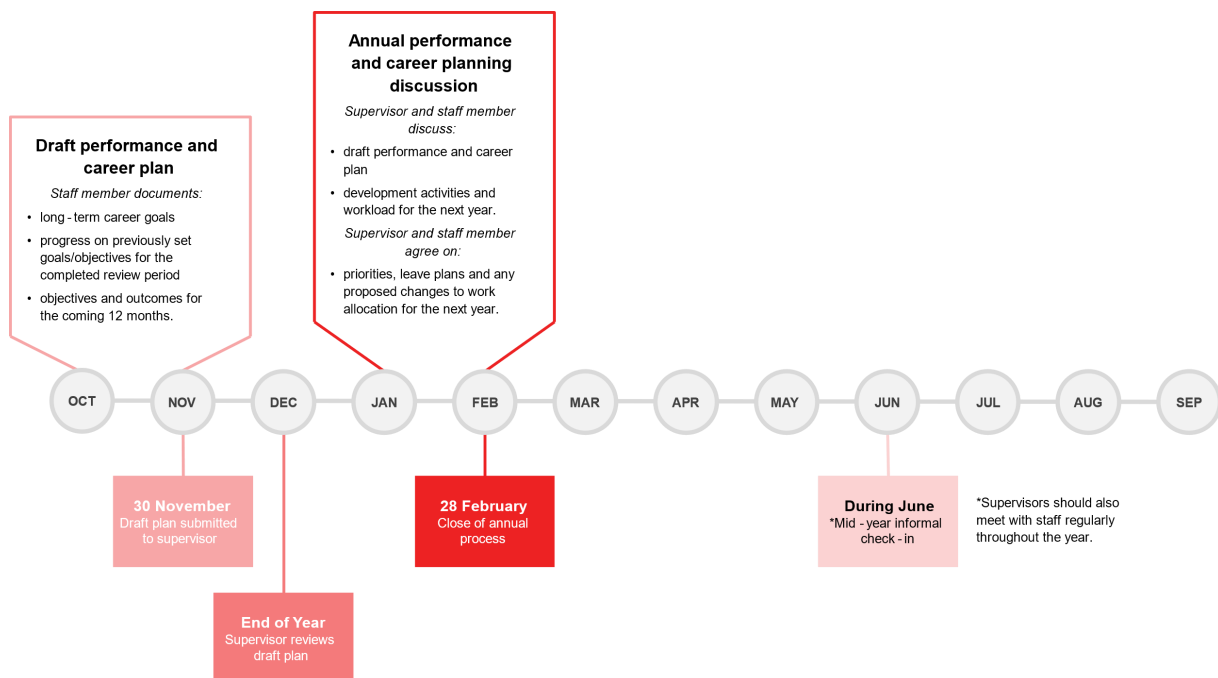 Annual performance
and career planning
discussion
Supervisor and staff member
discuss:
• draft performance and career
plan
• development activities and
workload for the next year.
Supervisor and staff member
agree on:
• priorities, leave plans and any
proposed changes to work
allocation for the next year.
Draft performance and
career plan
Staff member documents:
• long - term career goals
• progress on previously set
goals/objectives for the
completed review period
• objectives and outcomes for
the coming 12 months.
OCT NOV DEC JAN FEB MAR APR MAY JUN JUL AUG SEP
30 November
Draft plan submitted
to supervisor
28 February
Close of annual
process
During June
*Mid - year informal
check - in
*Supervisors should also
meet with staff regularly
throughout the year.
End of Year
Supervisor reviews
draft plan